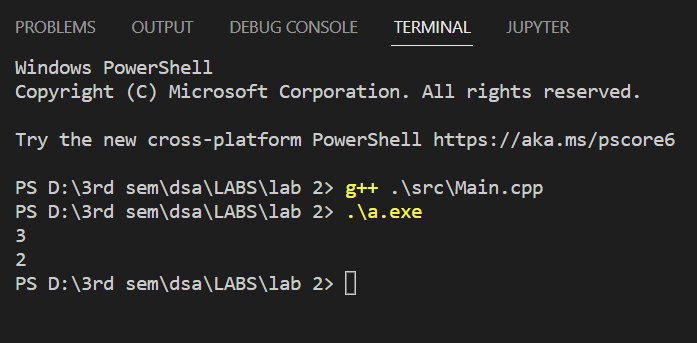 PROBLEMS OUTPUT DEBUG CONSOLE TERMINAL JUPYTER
Windows PowerShell
Copyright (C) Microsoft Corporation. All rights reserved.
Try the new cross-platform PowerShell https://aka.ms/pscore6
PS D:\3rd sem\dsa\LABS\lab 2> g++ .\src\Main.cpp
PS D:\3rd sem\dsa\LABS\lab 2> .\a.exe
3
2
PS D:\3rd sem\dsa\LABS\lab 2>